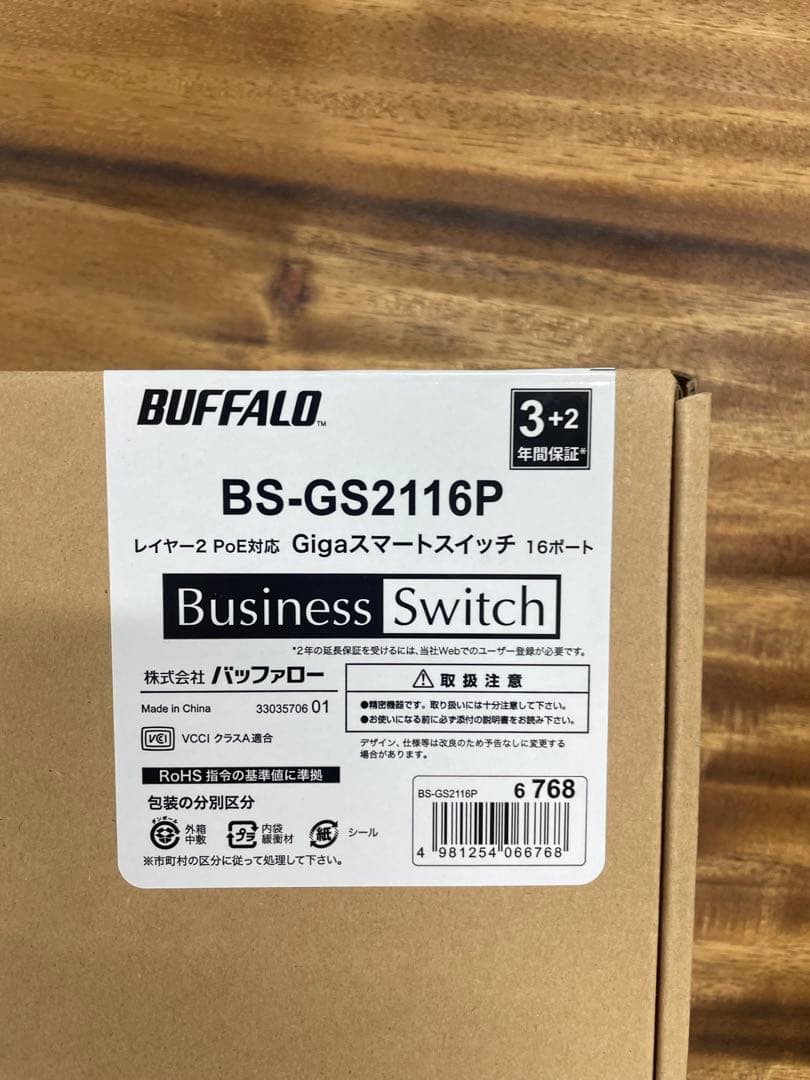 BUFFALO™
3+2
年間保証*
BS-GS2116P
レイヤー2 PoE対応 Gigaスマートスイッチ 16ポート
Business Switch
*2年の延長保証を受けるには、当社Webでのユーザー登録が必要です。
株式会社 バッファロー
Made in China 33035706 01
VCCI VCCI クラスA適合
RoHS 指令の基準値に準拠
包装の分別区分
ダンボール 外箱 中敷
プラ 内袋 緩衝材
紙 シール
※市町村の区分に従って処理して下さい。
⚠ 取扱注意
●精密機器です。取り扱いには十分注意して下さい。
●お使いになる前に必ず添付の説明書をお読み下さい。
デザイン、仕様等は改良のため予告なしに変更する
場合があります。
BS-GS2116P 6 768
4 981254 066768